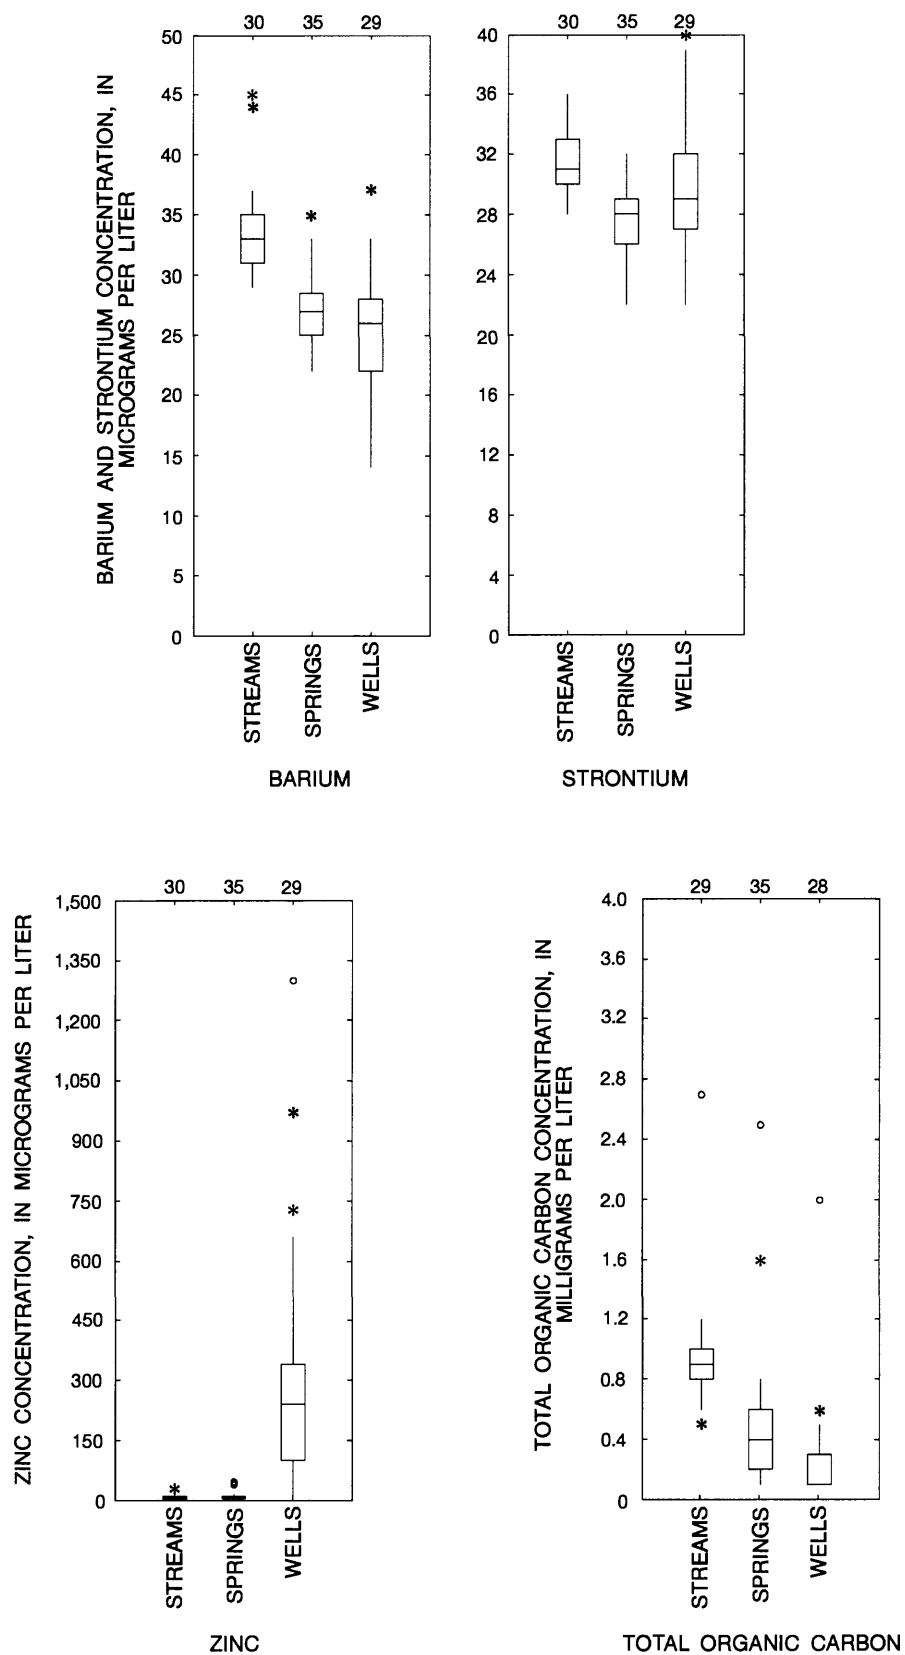 30 35 29
50
45
40
35
30
25
20
15
10
5
0
BARIUM AND STRONTIUM CONCENTRATION, IN
MICROGRAMS PER LITER
STREAMS
SPRINGS
WELLS
BARIUM
30 35 29
40
36
32
28
24
20
16
12
8
4
0
STREAMS
SPRINGS
WELLS
STRONTIUM
30 35 29
1,500
1,350
1,200
1,050
900
750
600
450
300
150
0
ZINC CONCENTRATION, IN MICROGRAMS PER LITER
STREAMS
SPRINGS
WELLS
ZINC
29 35 28
4.0
3.6
3.2
2.8
2.4
2.0
1.6
1.2
0.8
0.4
0
TOTAL ORGANIC CARBON CONCENTRATION, IN
MILLIGRAMS PER LITER
STREAMS
SPRINGS
WELLS
TOTAL ORGANIC CARBON